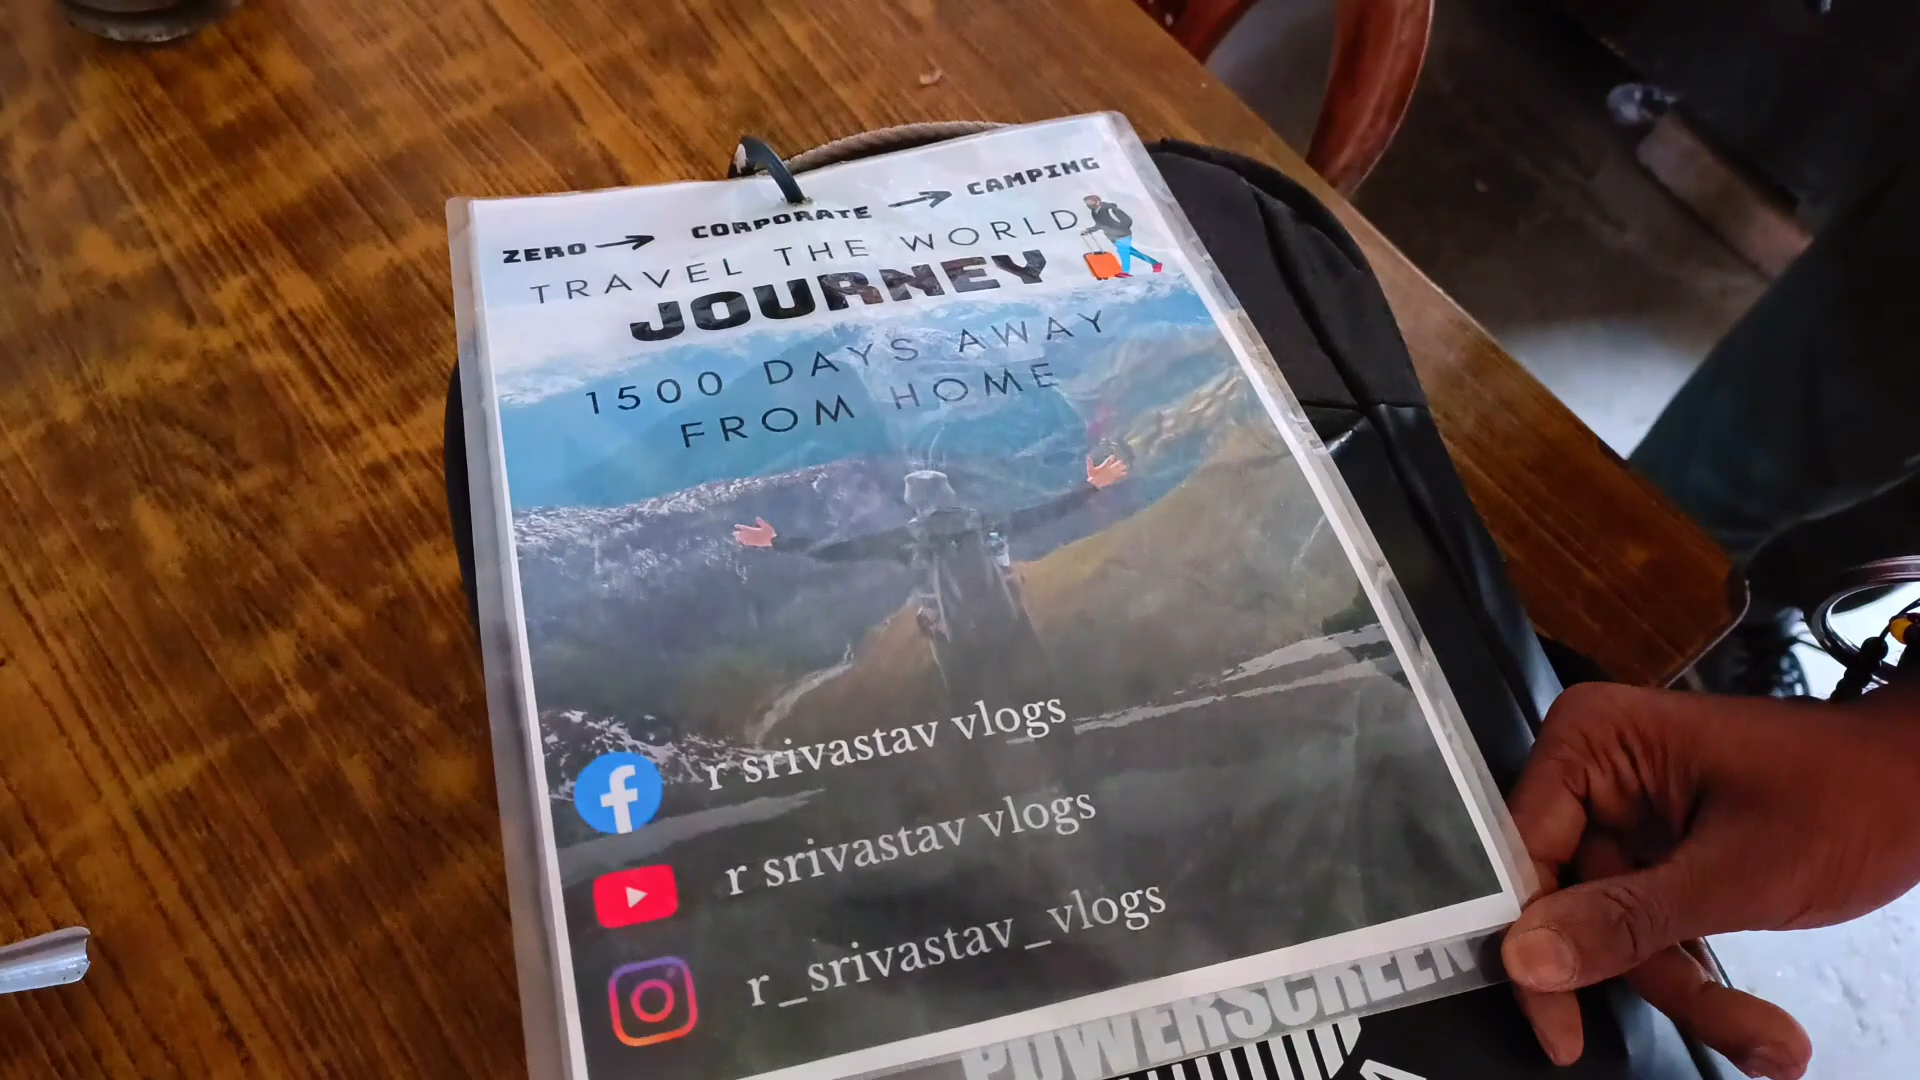 ZERO → CORPORATE → CAMPING
TRAVEL THE WORLD
JOURNEY
1500 DAYS AWAY
FROM HOME
r srivastav vlogs
r srivastav vlogs
r_srivastav_vlogs
POWERSCREEN